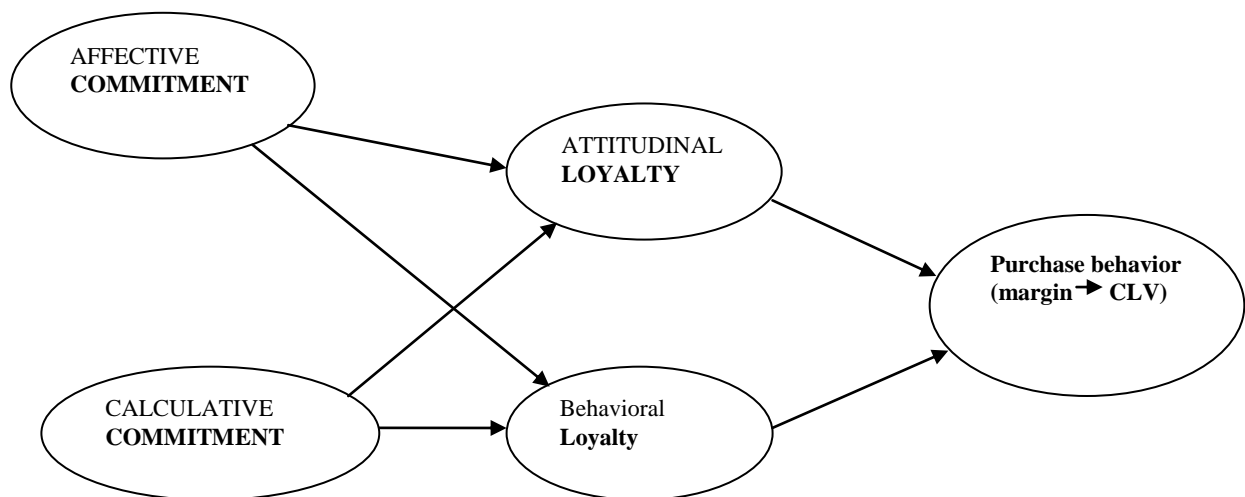 AFFECTIVE
COMMITMENT
ATTITUDINAL
LOYALTY
Purchase behavior
(margin → CLV)
CALCULATIVE
COMMITMENT
Behavioral
Loyalty